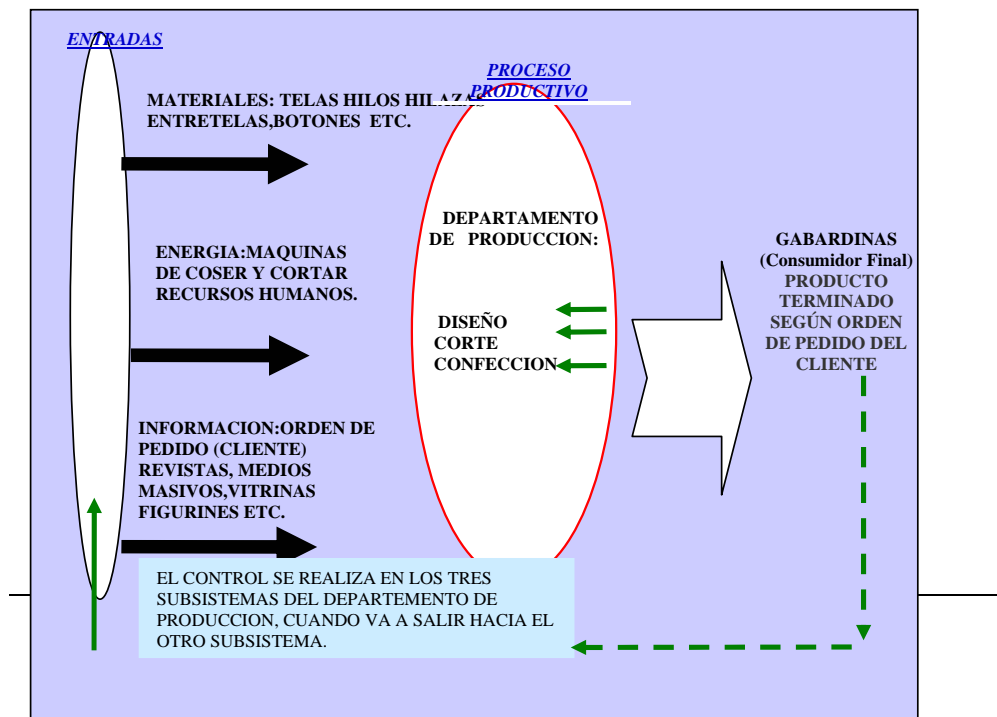 ENTRADAS
PROCESO
PRODUCTIVO
MATERIALES: TELAS HILOS HILAZAS
ENTRETELAS,BOTONES ETC.
ENERGIA:MAQUINAS
DE COSER Y CORTAR
RECURSOS HUMANOS.
INFORMACION:ORDEN DE
PEDIDO (CLIENTE)
REVISTAS, MEDIOS
MASIVOS,VITRINAS
FIGURINES ETC.
DEPARTAMENTO
DE PRODUCCION:
DISEÑO
CORTE
CONFECCION
GABARDINAS
(Consumidor Final)
PRODUCTO
TERMINADO
SEGÚN ORDEN
DE PEDIDO DEL
CLIENTE
EL CONTROL SE REALIZA EN LOS TRES
SUBSISTEMAS DEL DEPARTEMENTO DE
PRODUCCION, CUANDO VA A SALIR HACIA EL
OTRO SUBSISTEMA.